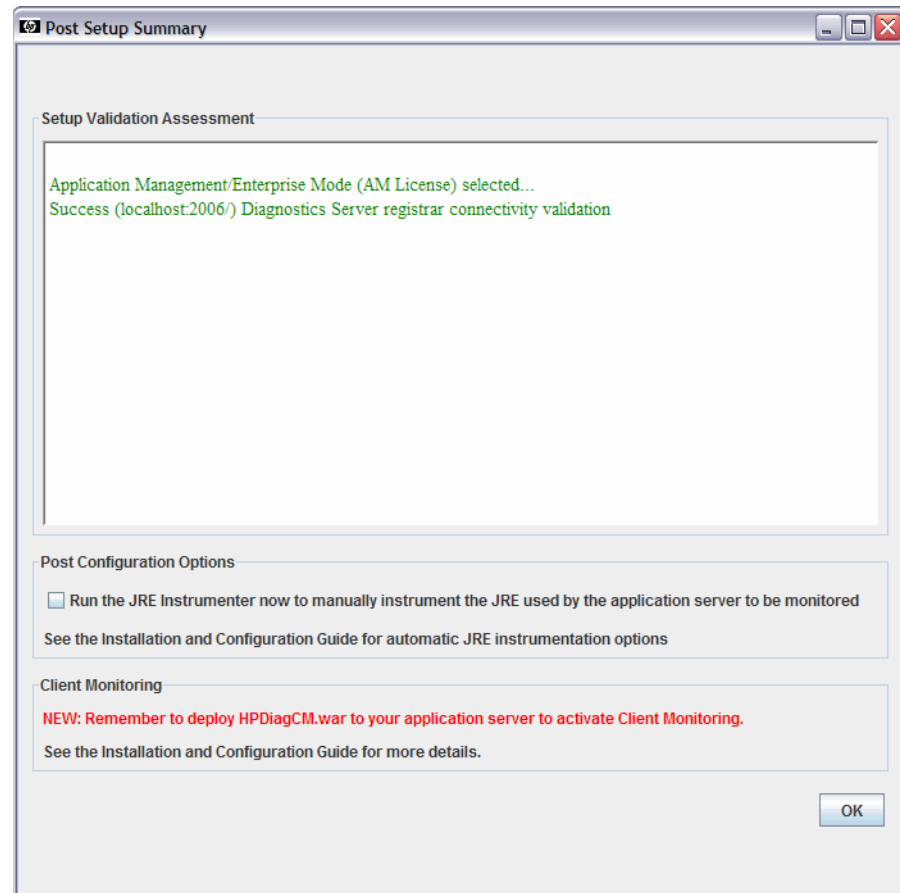 Post Setup Summary
Setup Validation Assessment
Application Management/Enterprise Mode (AM License) selected...
Success (localhost:2006/) Diagnostics Server registrar connectivity validation
Post Configuration Options
Run the JRE Instrumenter now to manually instrument the JRE used by the application server to be monitored
See the Installation and Configuration Guide for automatic JRE instrumentation options
Client Monitoring
NEW: Remember to deploy HPDiagCM.war to your application server to activate Client Monitoring.
See the Installation and Configuration Guide for more details.
OK